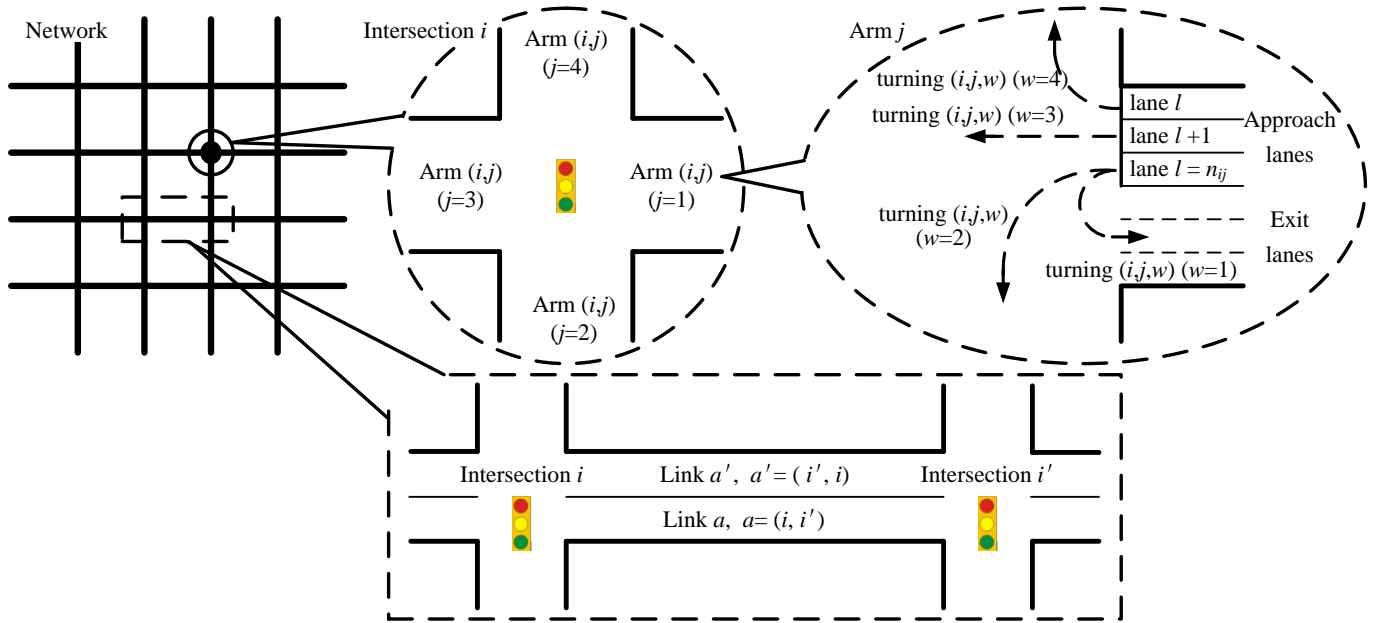 Network
Intersection i
Arm (i,j)
(j=4)
Arm (i,j)
(j=3)
Arm (i,j)
(j=1)
Arm (i,j)
(j=2)
Arm j
turning (i,j,w) (w=4)
turning (i,j,w) (w=3)
turning (i,j,w)
(w=2)
turning (i,j,w) (w=1)
lane l
lane l +1
lane l = nij
Approach
lanes
Exit
lanes
Intersection i
Link a′, a′= ( i′, i)
Intersection i′
Link a, a= (i, i′)